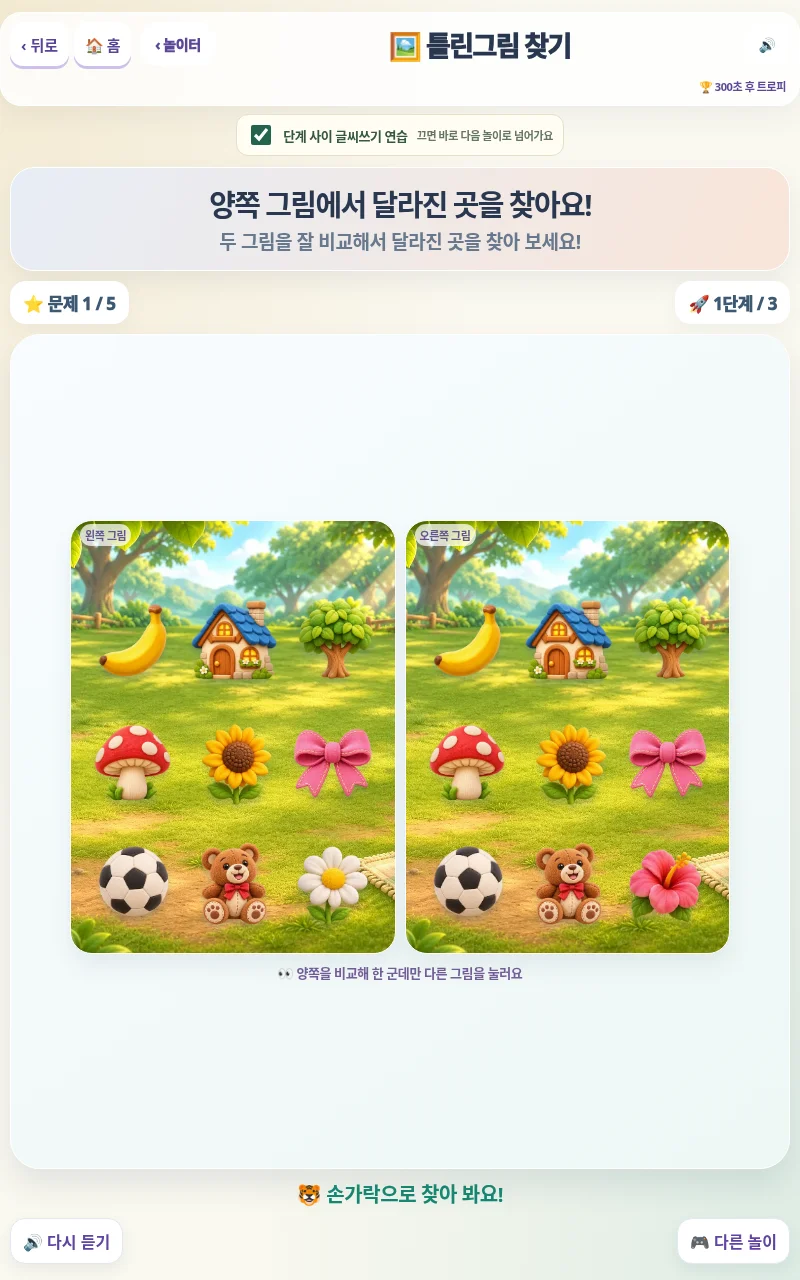 ‹ 뒤로 🏠 홈 ‹ 놀이터 🖼️ 틀린그림 찾기 🔊
🏆 300초 후 트로피
단계 사이 글씨쓰기 연습 끄면 바로 다음 놀이로 넘어가요
양쪽 그림에서 달라진 곳을 찾아요!
두 그림을 잘 비교해서 달라진 곳을 찾아 보세요!
⭐ 문제 1 / 5 🚀 1단계 / 3
왼쪽 그림 오른쪽 그림
👀 양쪽을 비교해 한 군데만 다른 그림을 눌러요
🐯 손가락으로 찾아 봐요!
🔊 다시 듣기 🎮 다른 놀이